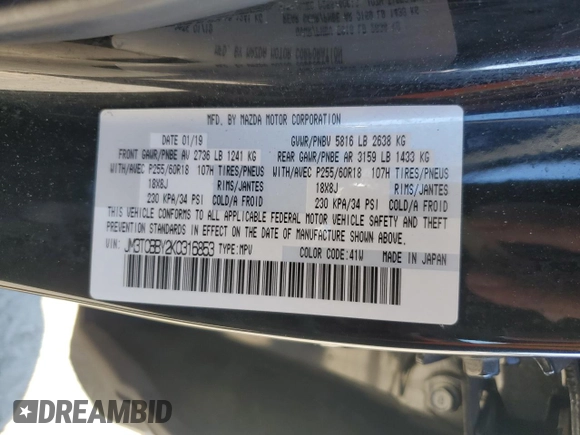 MFD. BY MAZDA MOTOR CORPORATION
DATE 01/19 GVWR/PNBV 5816 LB 2638 KG
FRONT GAWR/PNBE AV 2736 LB 1241 KG REAR GAWR/PNBE AR 3159 LB 1433 KG
WITH/AVEC P255/60R18 107H TIRES/PNEUS WITH/AVEC P255/60R18 107H TIRES/PNEUS
18X8J RIMS/JANTES 18X8J RIMS/JANTES
230 KPA/34 PSI COLD/A FROID 230 KPA/34 PSI COLD/A FROID
THIS VEHICLE CONFORMS TO ALL APPLICABLE FEDERAL MOTOR VEHICLE SAFETY AND THEFT
PREVENTION STANDARDS IN EFFECT ON THE DATE OF MANUFACTURE SHOWN ABOVE.
VIN: JM3TCBBY2K0316853 TYPE:MPV COLOR CODE:41W MADE IN JAPAN
DREAMBID